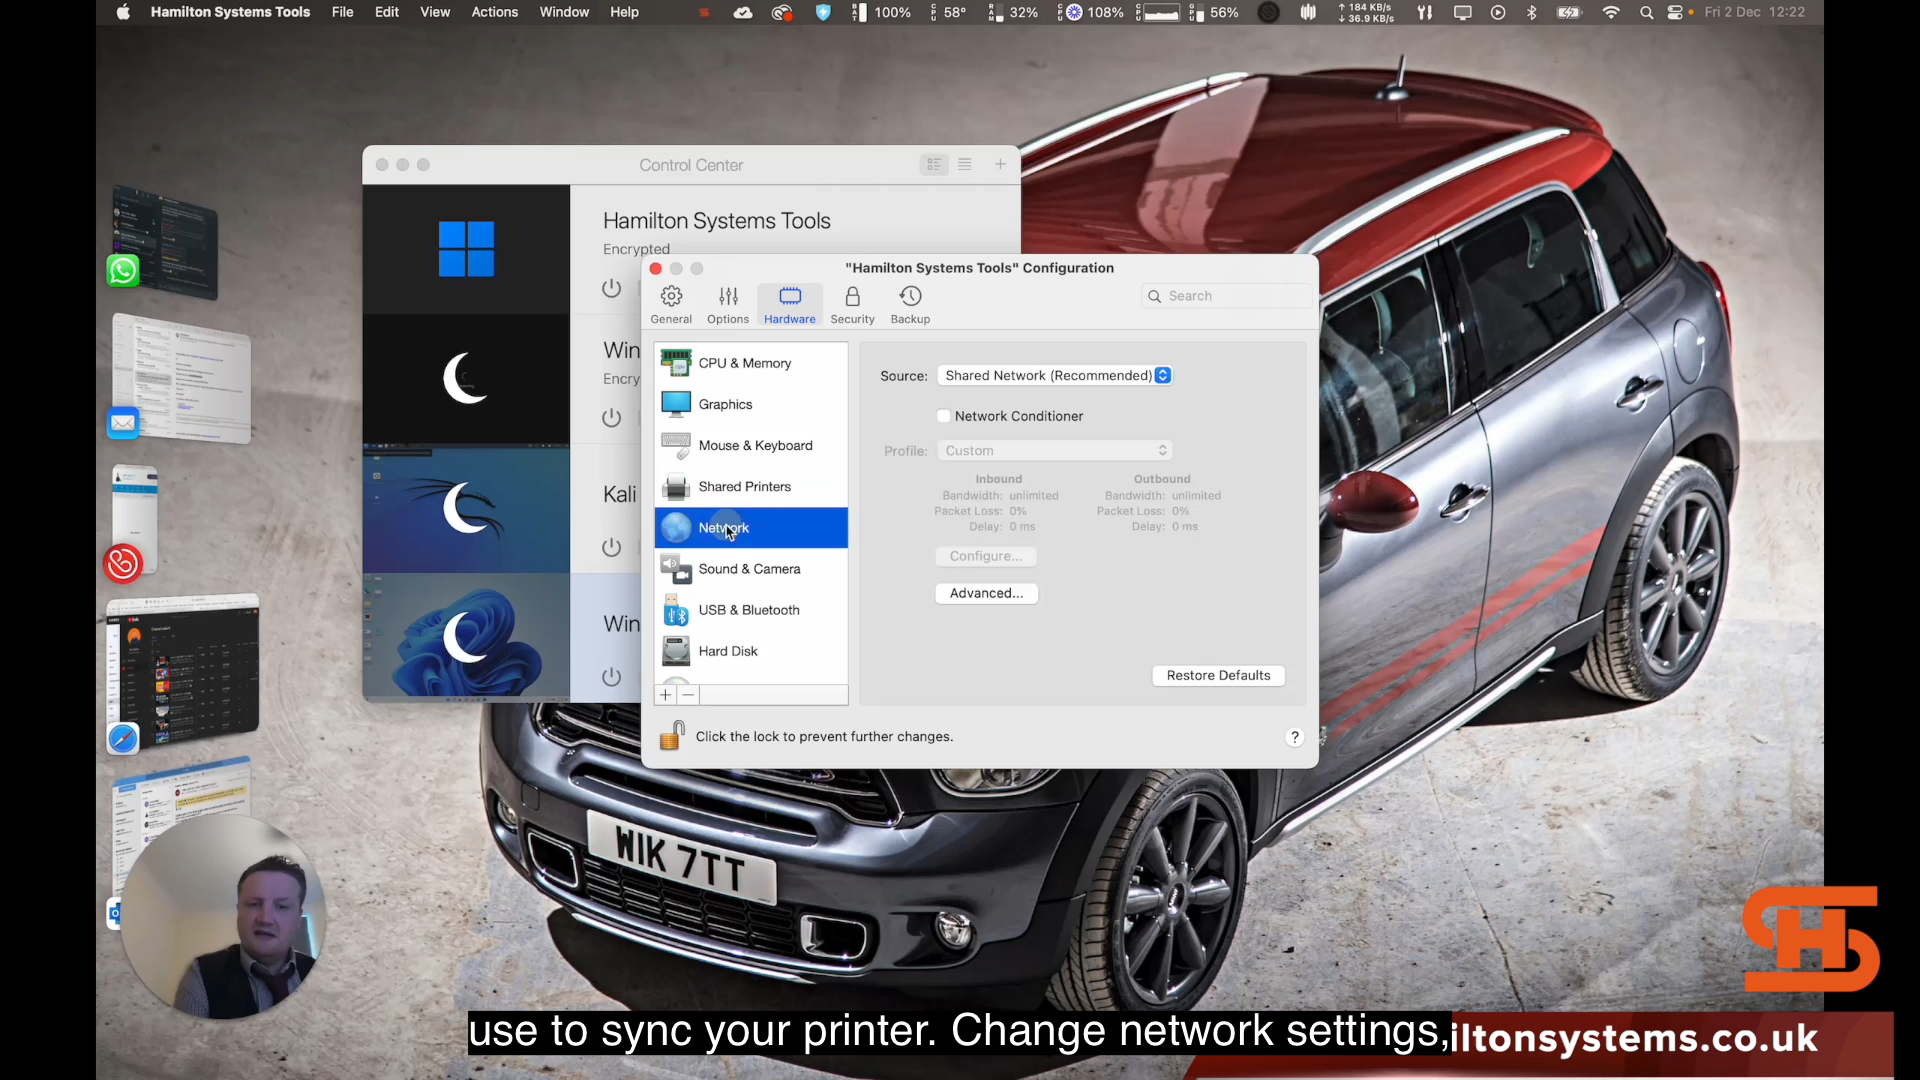 Hamilton Systems Tools File Edit View Actions Window Help
100% 58° 32% 108% 56% ↑ 184 KB/s ↓ 36.9 KB/s Fri 2 Dec 12:22
Control Center
Hamilton Systems Tools
Encrypted
Win
Encry
Kali
Win
"Hamilton Systems Tools" Configuration
General Options Hardware Security Backup
Search
CPU & Memory
Graphics
Mouse & Keyboard
Shared Printers
Network
Sound & Camera
USB & Bluetooth
Hard Disk
Source: Shared Network (Recommended)
Network Conditioner
Profile: Custom
Inbound Outbound
Bandwidth: unlimited Bandwidth: unlimited
Packet Loss: 0% Packet Loss: 0%
Delay: 0 ms Delay: 0 ms
Configure...
Advanced...
Restore Defaults
Click the lock to prevent further changes.
?
WIK 7TT
use to sync your printer. Change network settings,
iltonsystems.co.uk